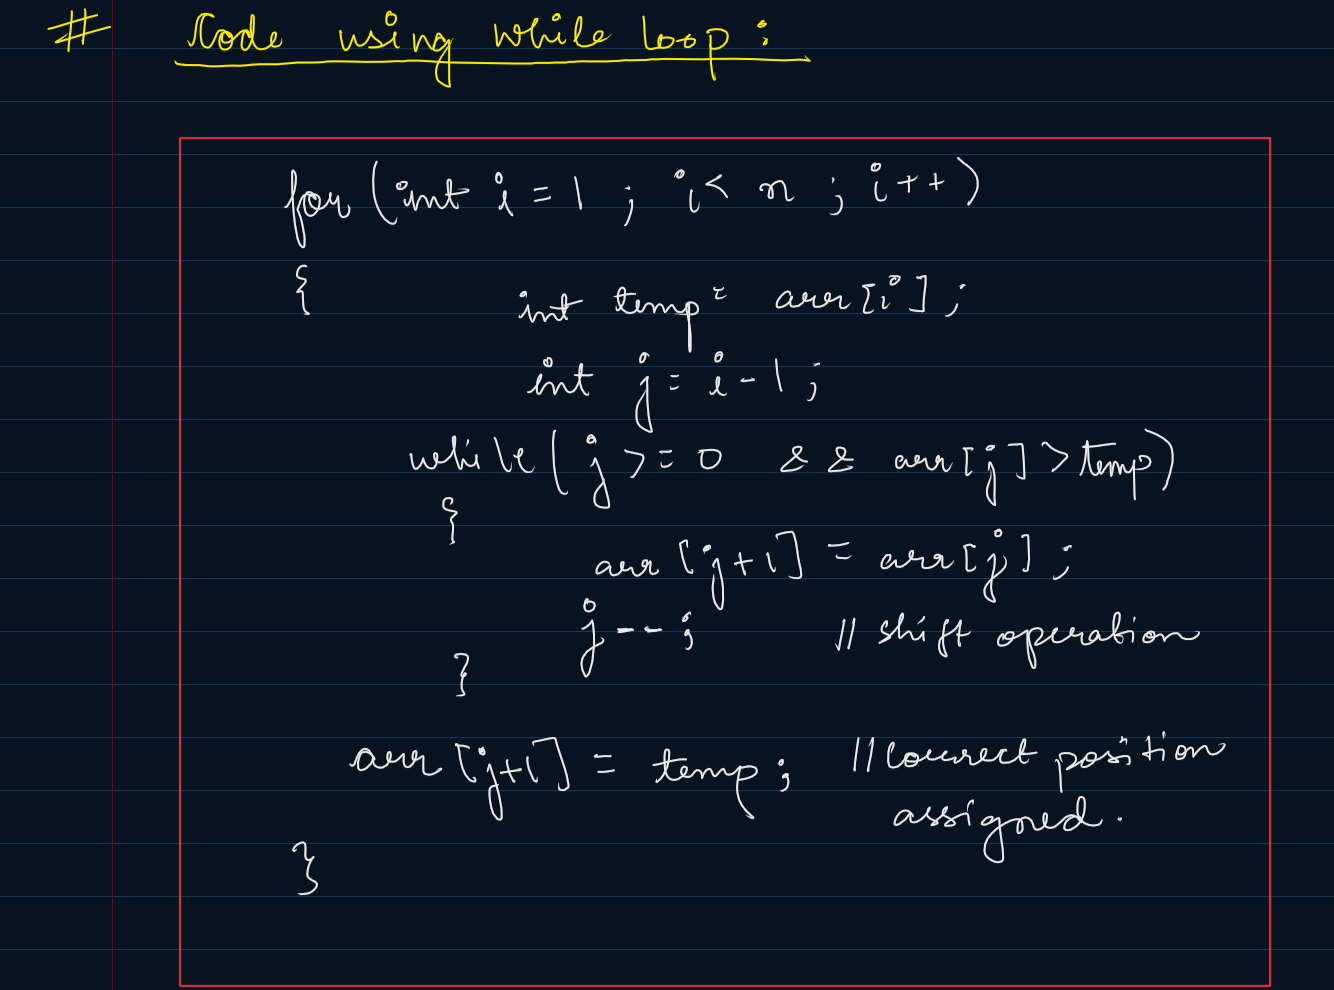 # Code using while loop :
for (int i = 1 ; i < n ; i++)
{
int temp = arr[i] ;
int j = i - 1 ;
while ( j >= 0 && arr[j] > temp)
{
arr [j+1] = arr[j] ;
j-- ; // shift operation
}
arr [j+1] = temp ; // correct position
assigned.
}